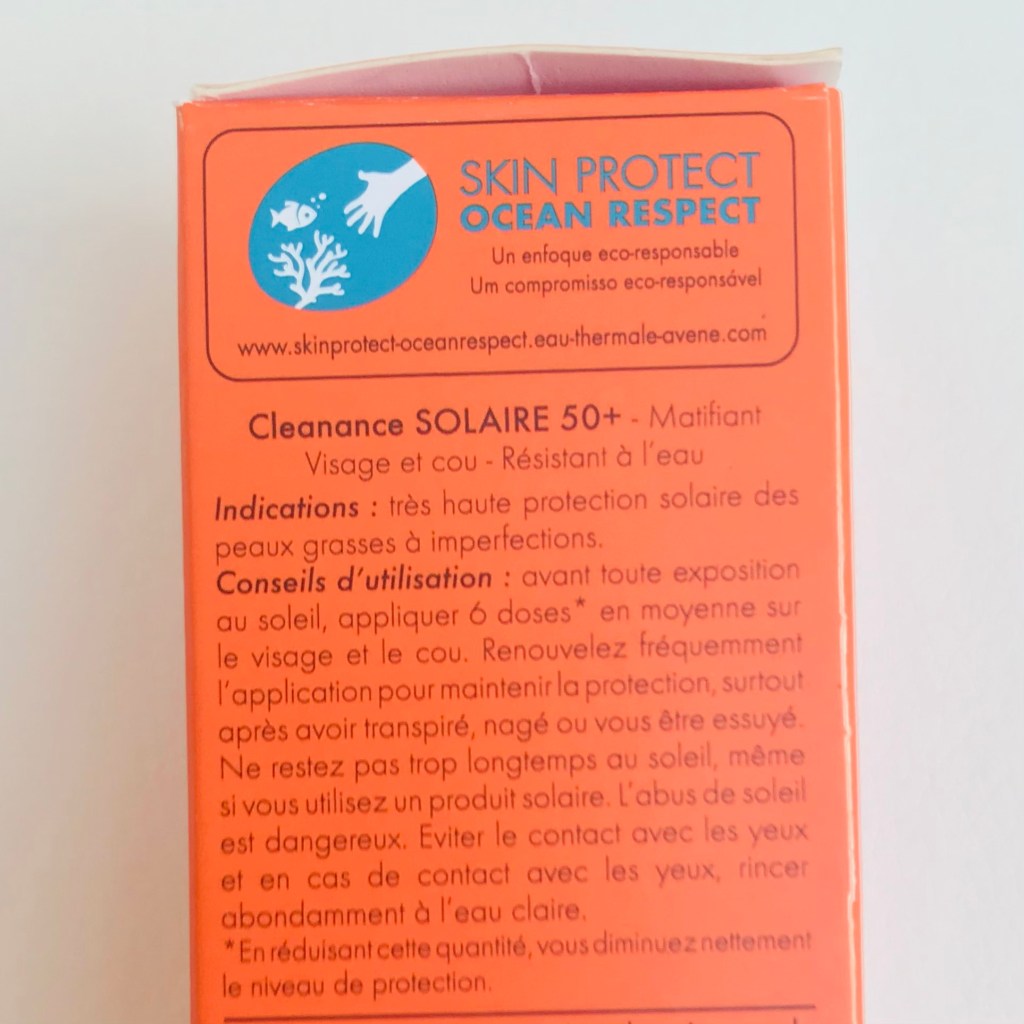 SKIN PROTECT
OCEAN RESPECT
Un enfoque eco-responsable
Um compromisso eco-responsável
www.skinprotect-oceanrespect.eau-thermale-avene.com
Cleanance SOLAIRE 50+ - Matifiant
Visage et cou - Résistant à l'eau
Indications : très haute protection solaire des
peaux grasses à imperfections.
Conseils d'utilisation : avant toute exposition
au soleil, appliquer 6 doses* en moyenne sur
le visage et le cou. Renouvelez fréquemment
l'application pour maintenir la protection, surtout
après avoir transpiré, nagé ou vous être essuyé.
Ne restez pas trop longtemps au soleil, même
si vous utilisez un produit solaire. L'abus de soleil
est dangereux. Eviter le contact avec les yeux
et en cas de contact avec les yeux, rincer
abondamment à l'eau claire.
*En réduisant cette quantité, vous diminuez nettement
le niveau de protection.